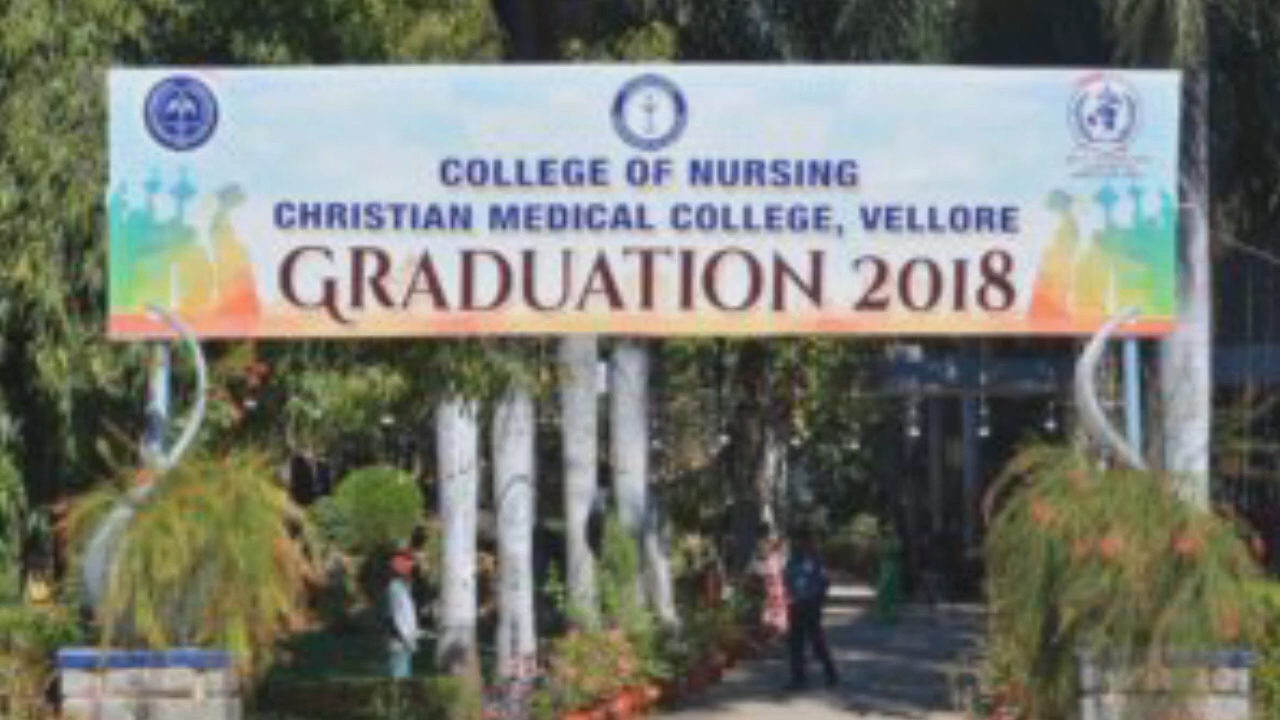 COLLEGE OF NURSING
CHRISTIAN MEDICAL COLLEGE, VELLORE
GRADUATION 2018